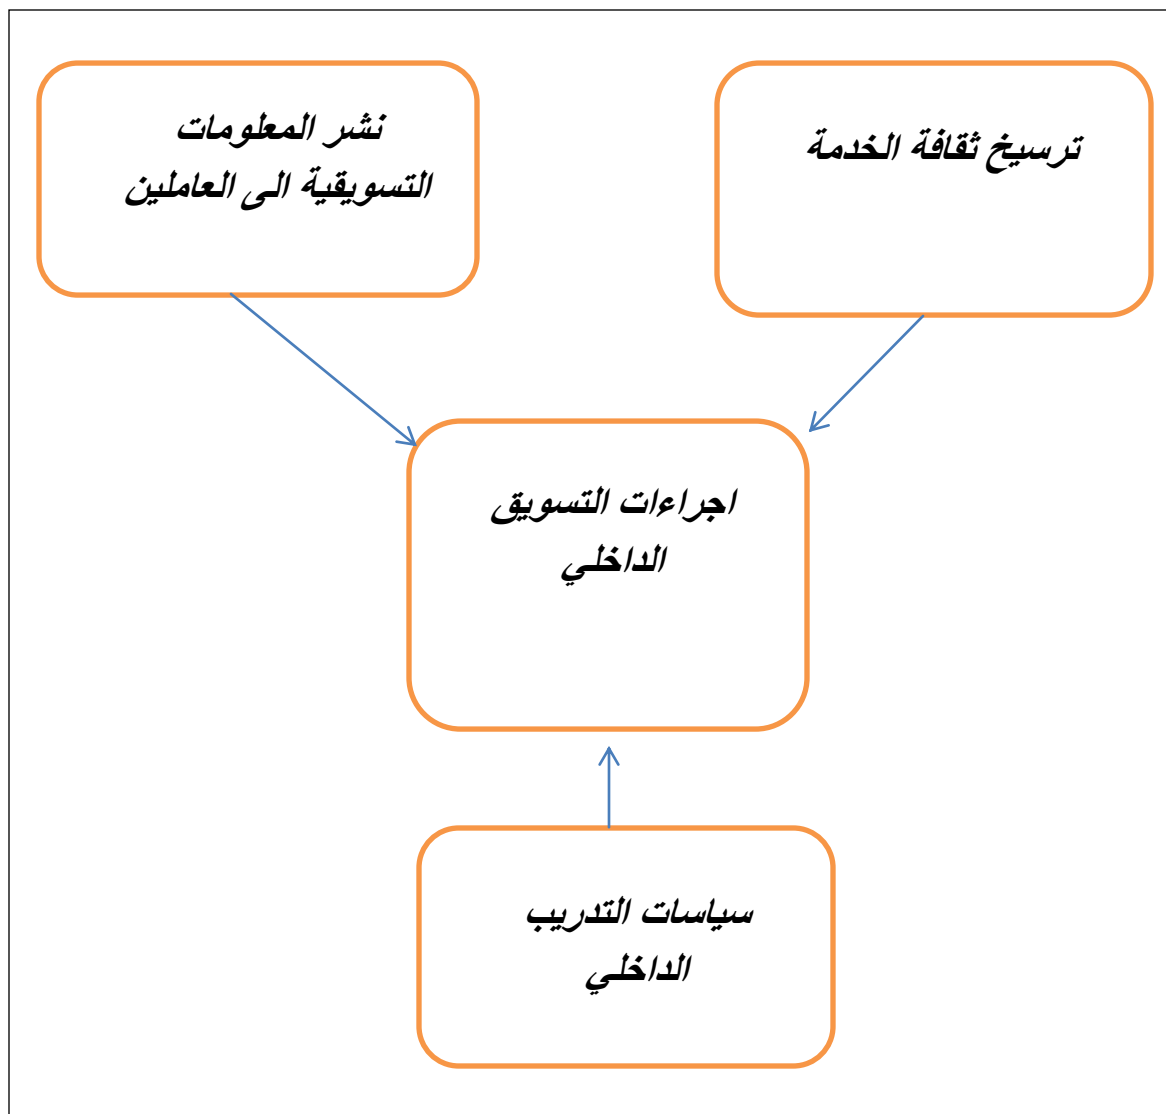 ترسيخ ثقافة الخدمة
نشر المعلومات
التسويقية الى العاملين
اجراءات التسويق
الداخلي
سياسات التدريب
الداخلي